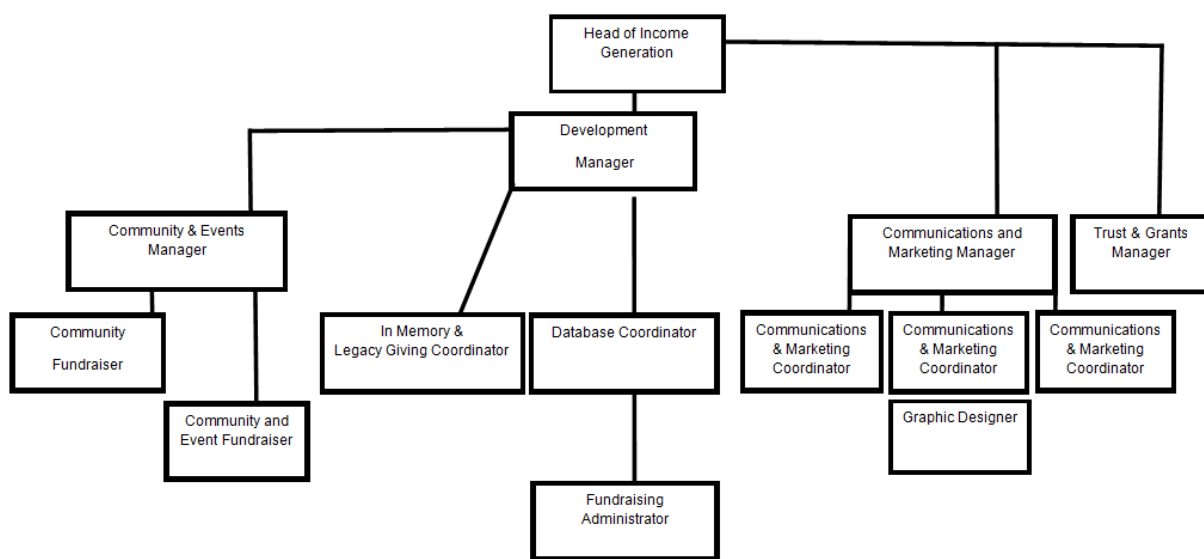 Head of Income
Generation
Development
Manager
Community & Events
Manager
Communications and
Marketing Manager
Trust & Grants
Manager
Community
Fundraiser
In Memory &
Legacy Giving Coordinator
Database Coordinator
Communications
& Marketing
Coordinator
Communications
& Marketing
Coordinator
Communications
& Marketing
Coordinator
Community and
Event Fundraiser
Graphic Designer
Fundraising
Administrator